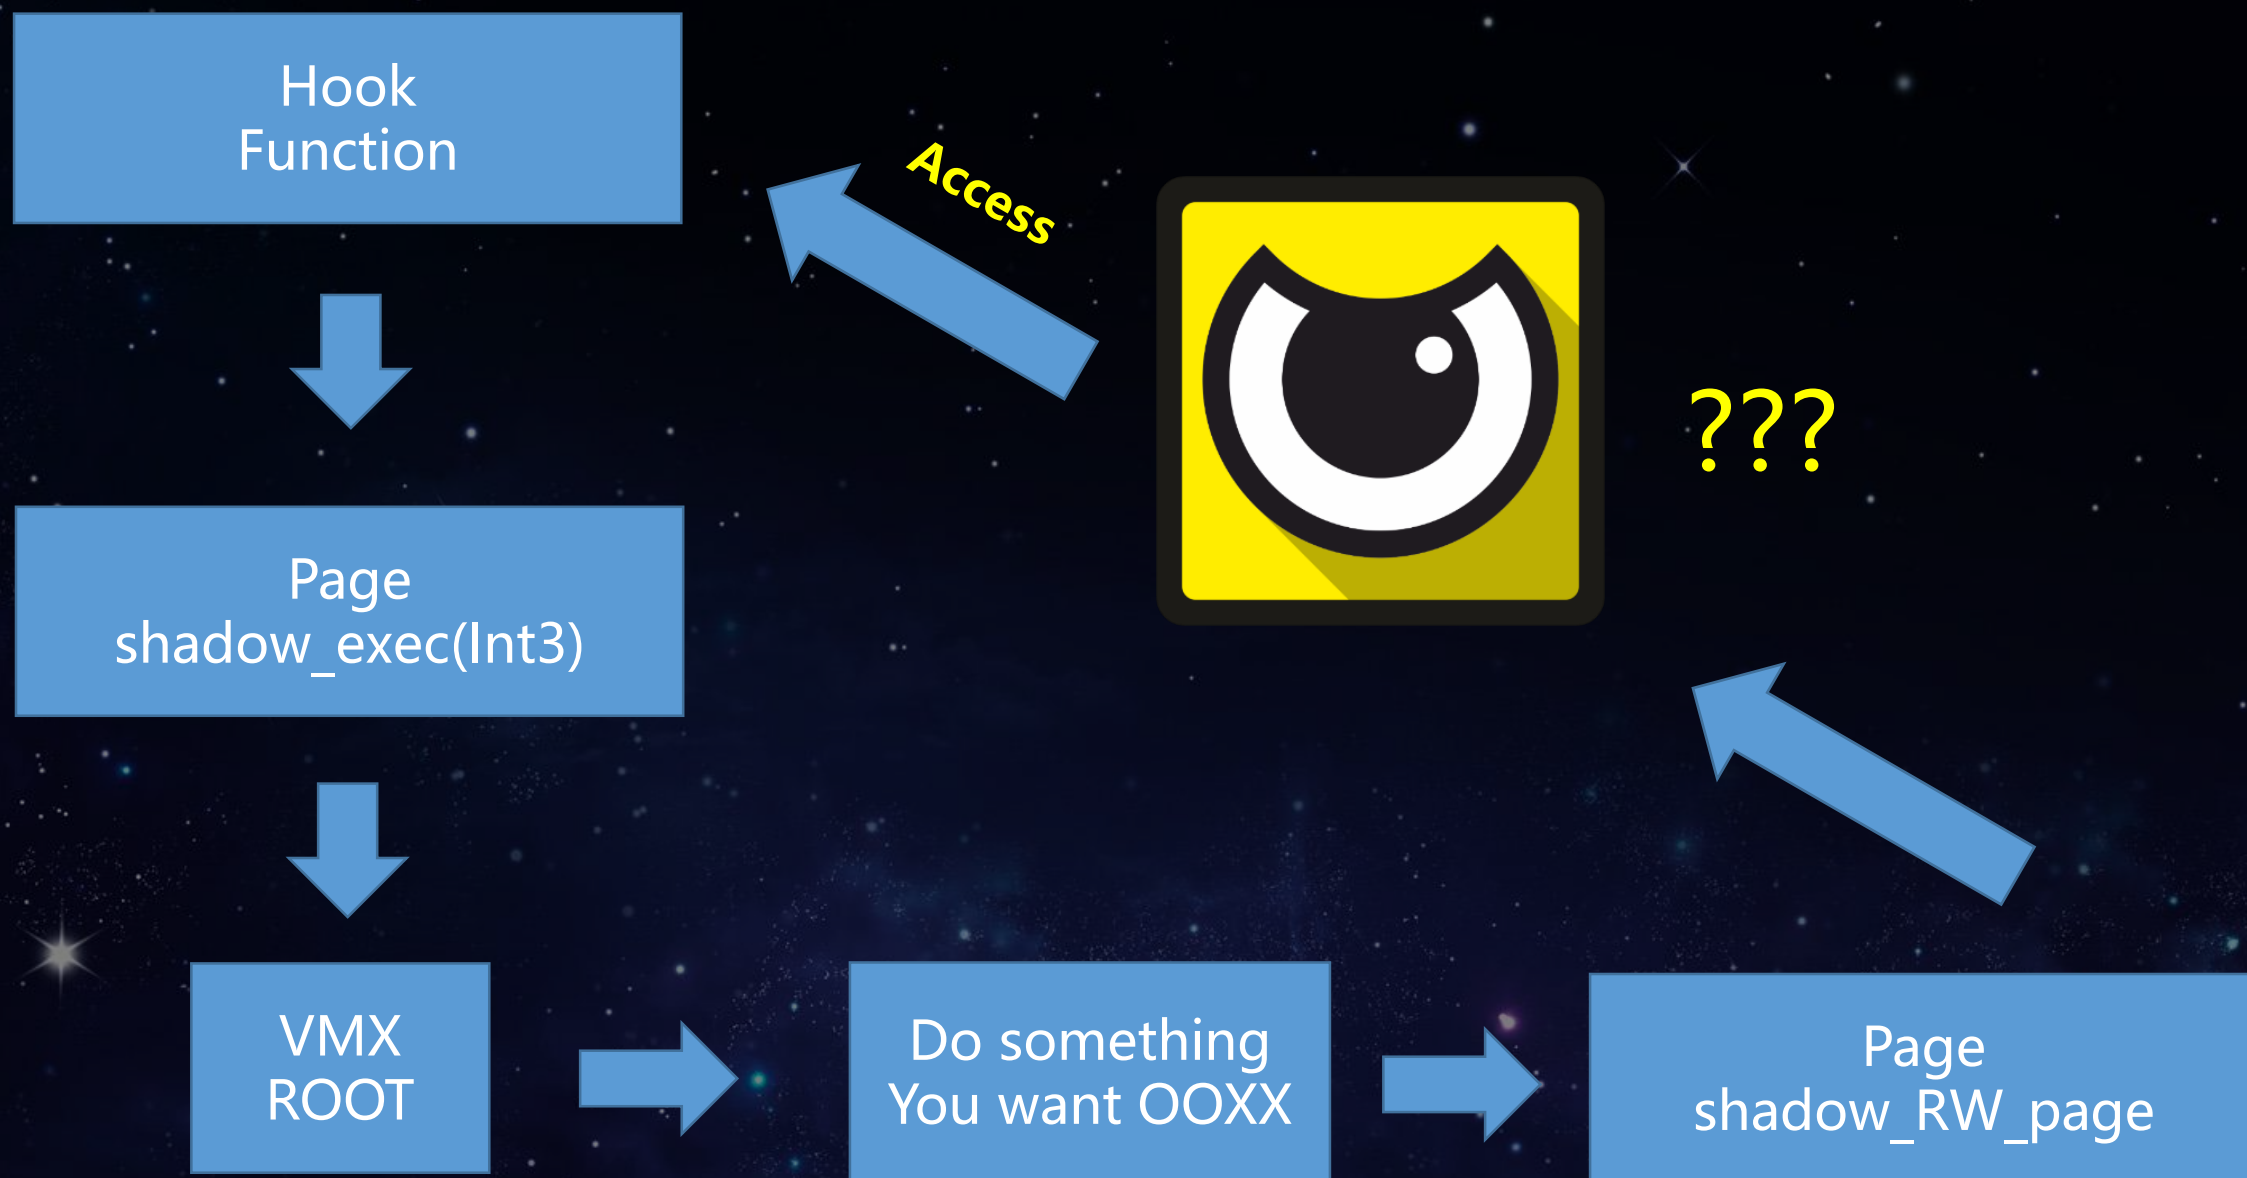 Hook
Function
Access
???
Page
shadow_exec(Int3)
VMX
ROOT
Do something
You want OOXX
Page
shadow_RW_page